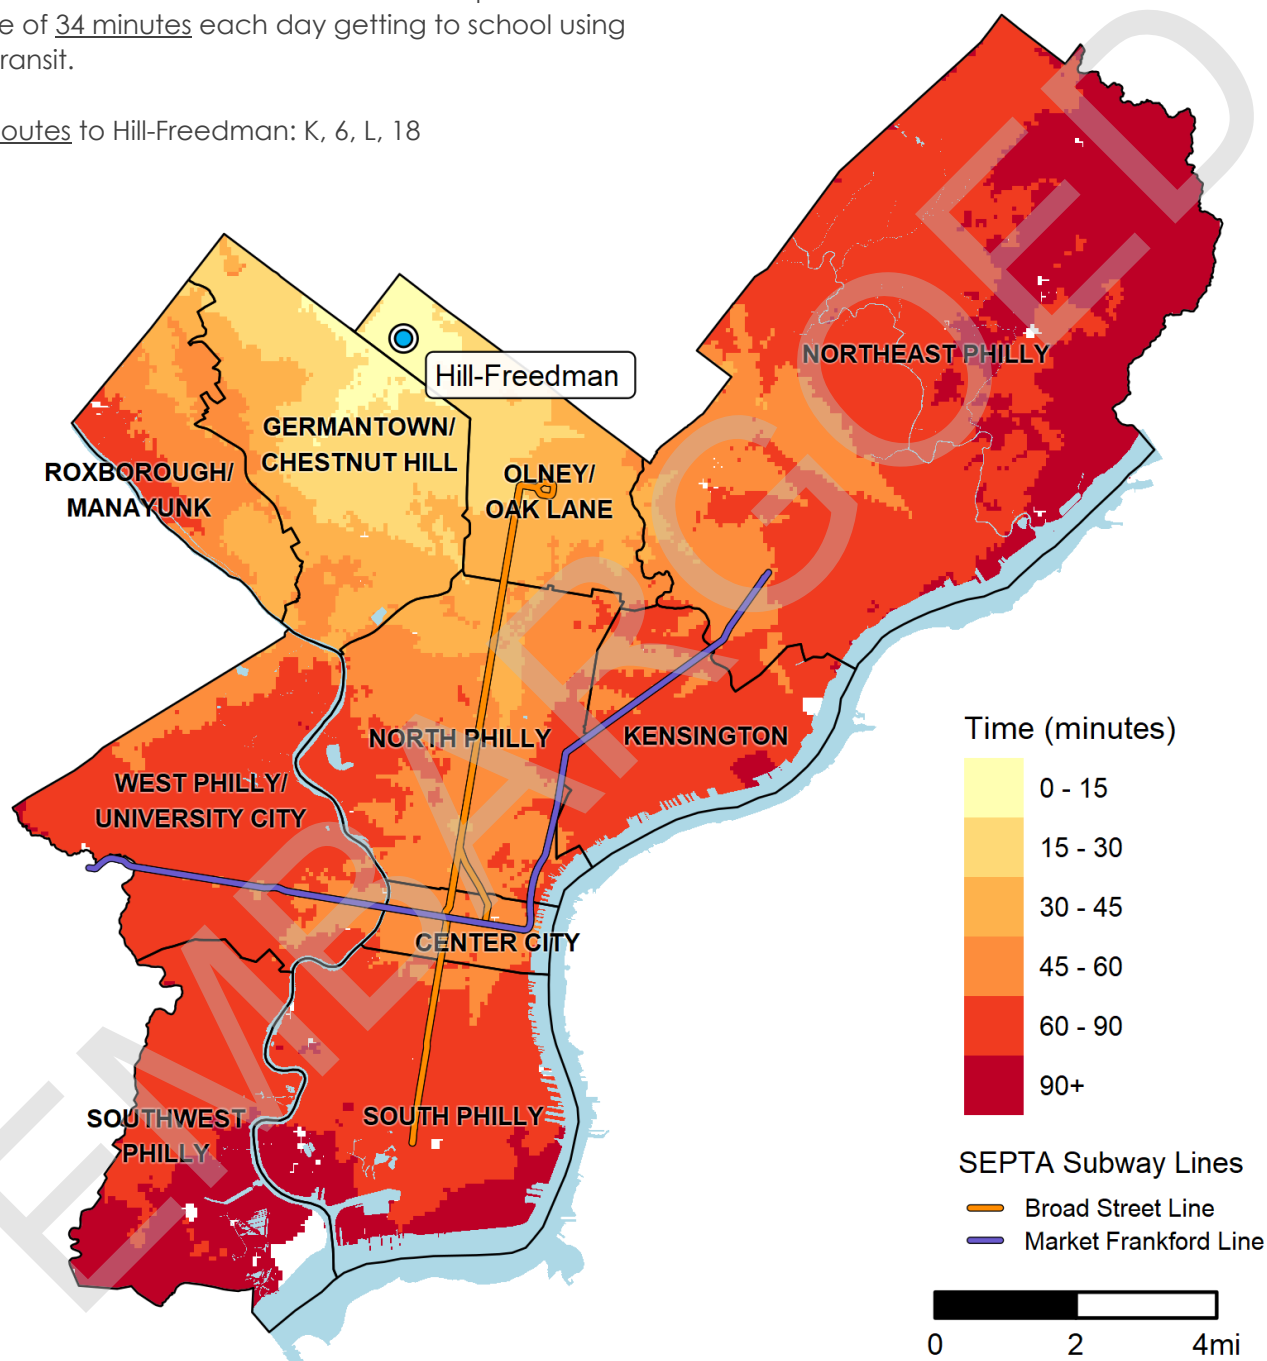 e of 34 minutes each day getting to school using
ransit.
outes to Hill-Freedman: K, 6, L, 18
Hill-Freedman
NORTHEAST PHILLY
GERMANTOWN/
CHESTNUT HILL
ROXBOROUGH/
MANAYUNK
OLNEY/
OAK LANE
NORTH PHILLY
KENSINGTON
WEST PHILLY/
UNIVERSITY CITY
CENTER CITY
SOUTHWEST
PHILLY
SOUTH PHILLY
EMBARGOED
Time (minutes)
0 - 15
15 - 30
30 - 45
45 - 60
60 - 90
90+
SEPTA Subway Lines
Broad Street Line
Market Frankford Line
0 2 4mi